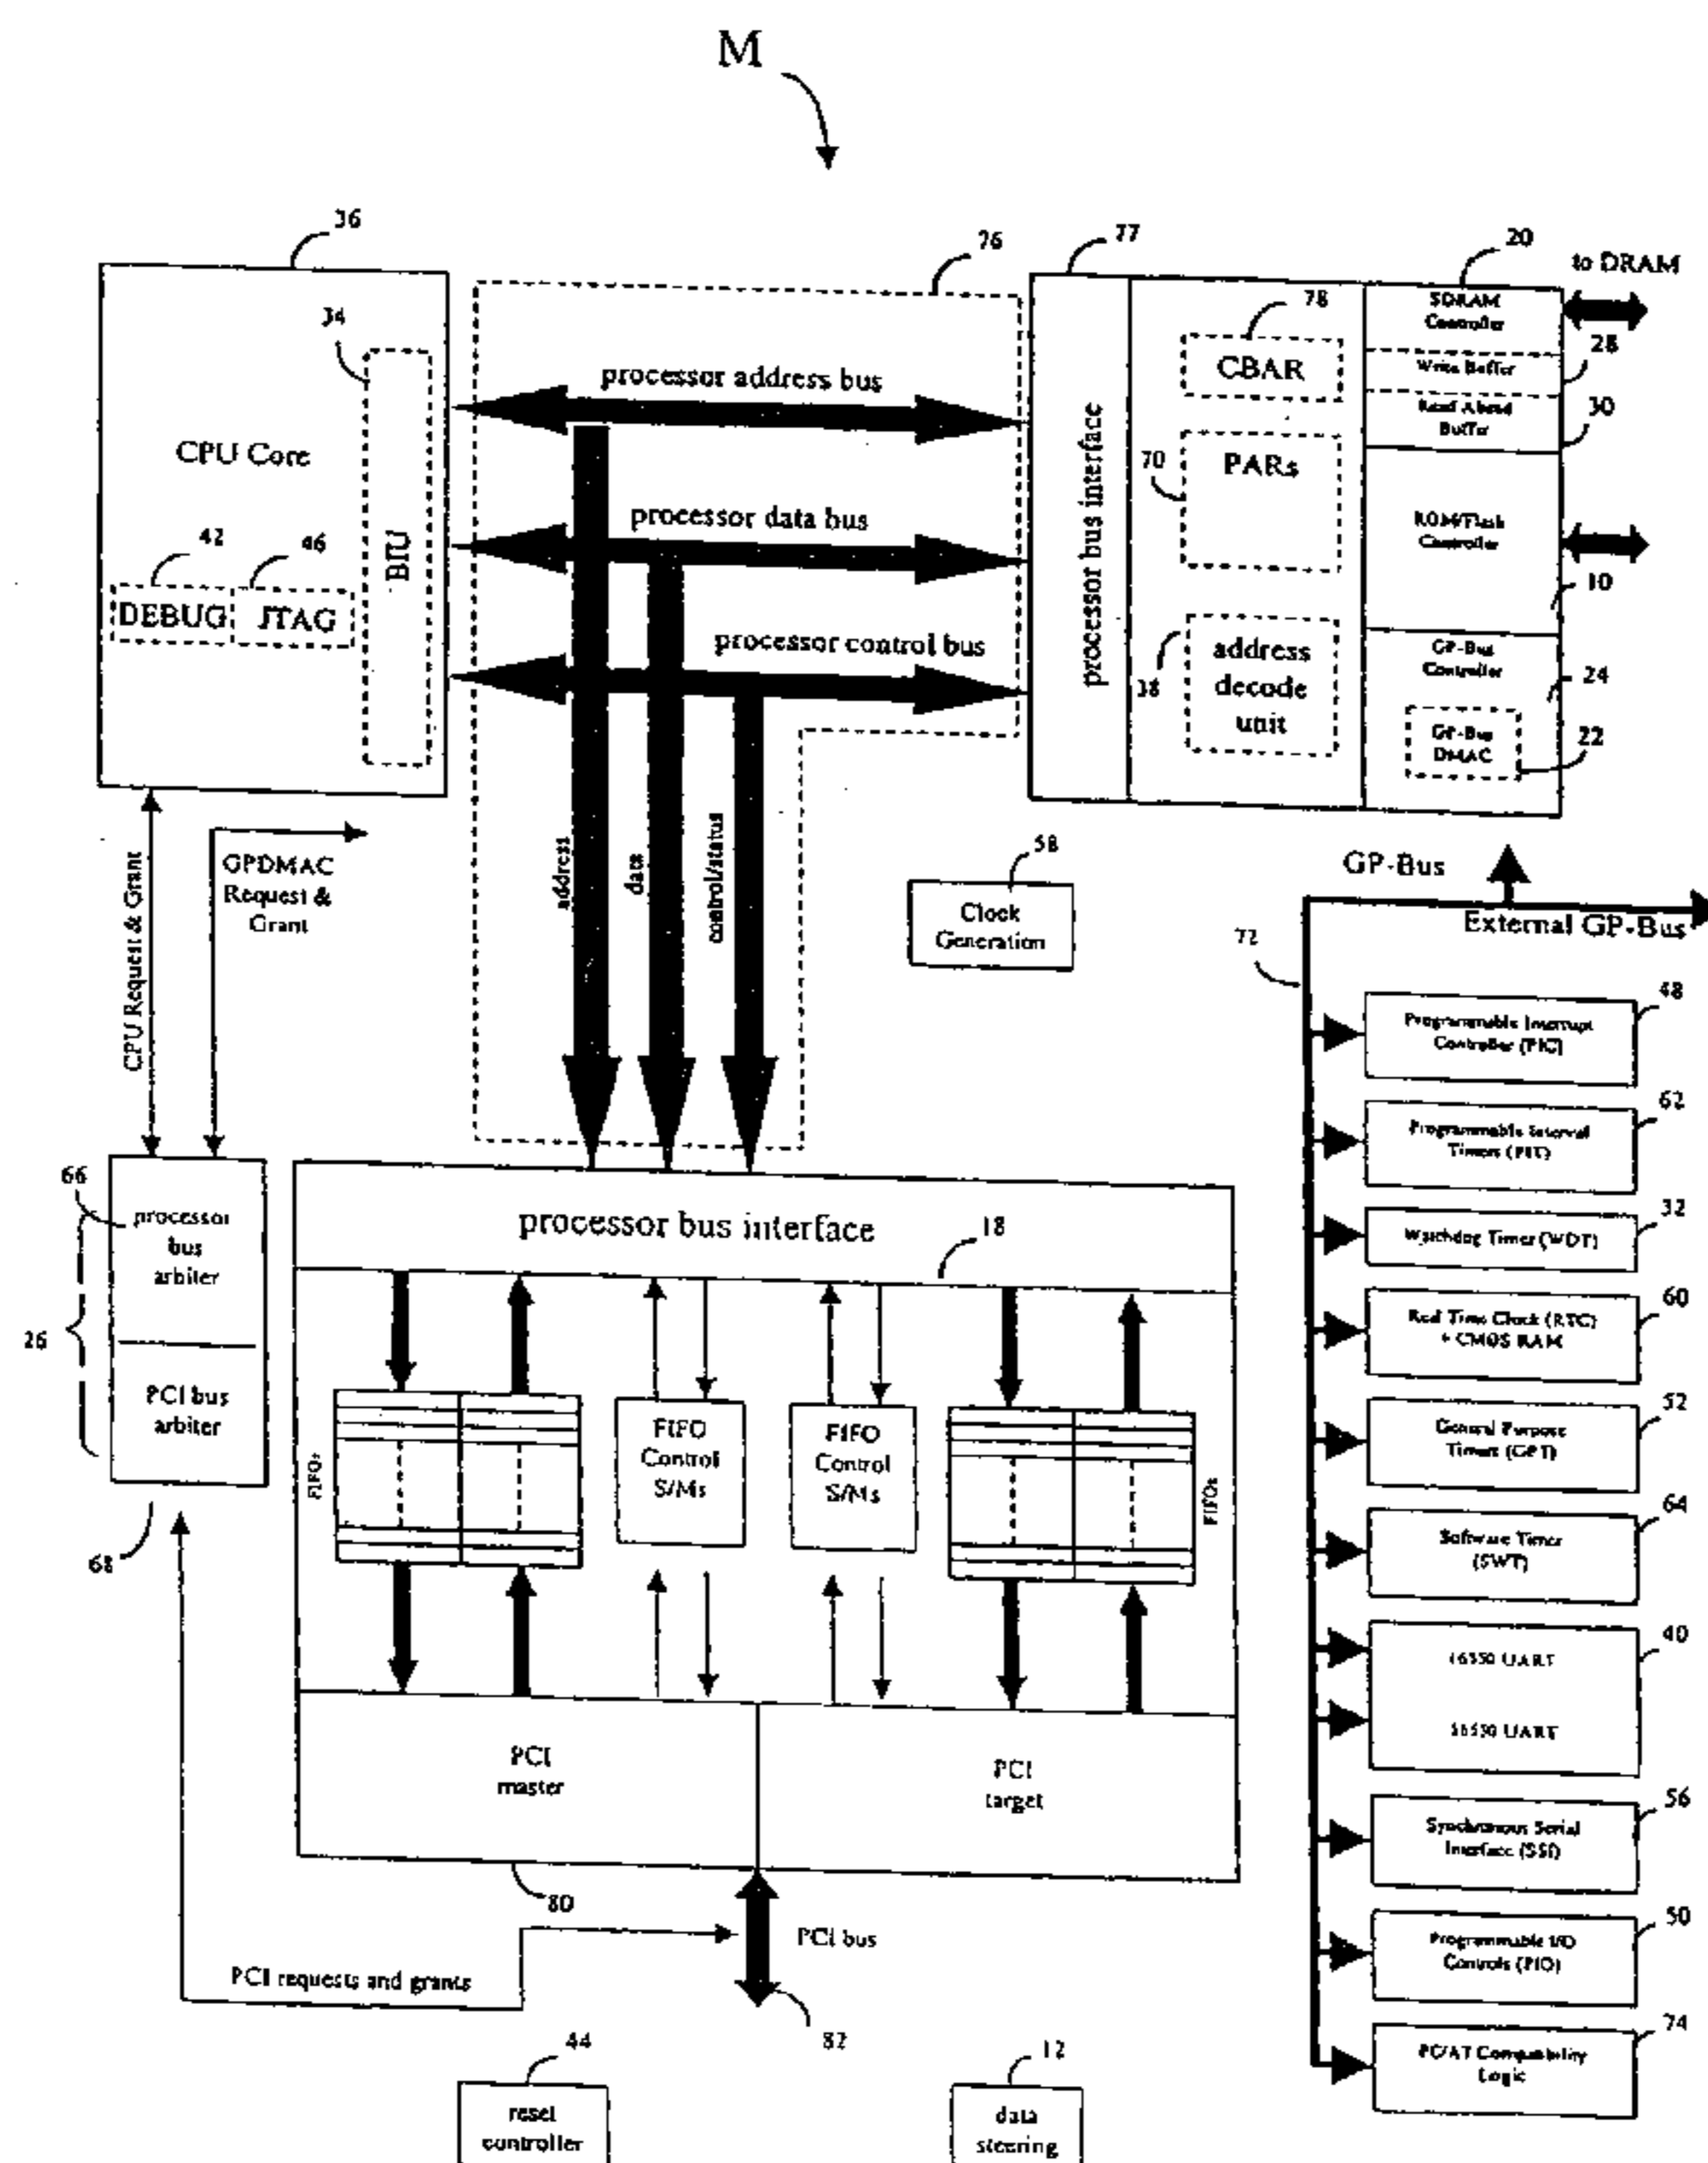 M
36
76
77
20
to DRAM
34
78
SDRAM
Controller
28
processor address bus
CBAR
Write Buffer
Read Ahead
Buffer
30
CPU Core
70
PARs
processor data bus
ROM/Flash
Controller
42
46
BIU
processor bus interface
10
DEBUG
JTAG
processor control bus
38
address
decode
unit
GP-Bus
Controller
24
GP-Bus
DMAC
22
CPU Request & Grant
GPDMAC
Request &
Grant
address
data
control/status
58
Clock
Generation
GP-Bus
External GP-Bus
72
48
Programmable Interrupt
Controller (PIC)
62
Programmable Interval
Timers (PIT)
66
processor
bus
arbiter
processor bus interface
18
32
Watchdog Timer (WDT)
26
60
Real Time Clock (RTC)
+ CMOS RAM
PCI bus
arbiter
FIFOs
FIFO
Control
S/Ms
FIFO
Control
S/Ms
FIFOs
52
General Purpose
Timers (GPT)
68
64
Software Timer
(SWT)
40
16550 UART
16550 UART
PCI
master
PCI
target
56
Synchronous Serial
Interface (SSI)
80
PCI bus
50
Programmable I/O
Controls (PIO)
PCI requests and grants
82
74
PC/AT Compatibility
Logic
44
reset
controller
12
data
steering